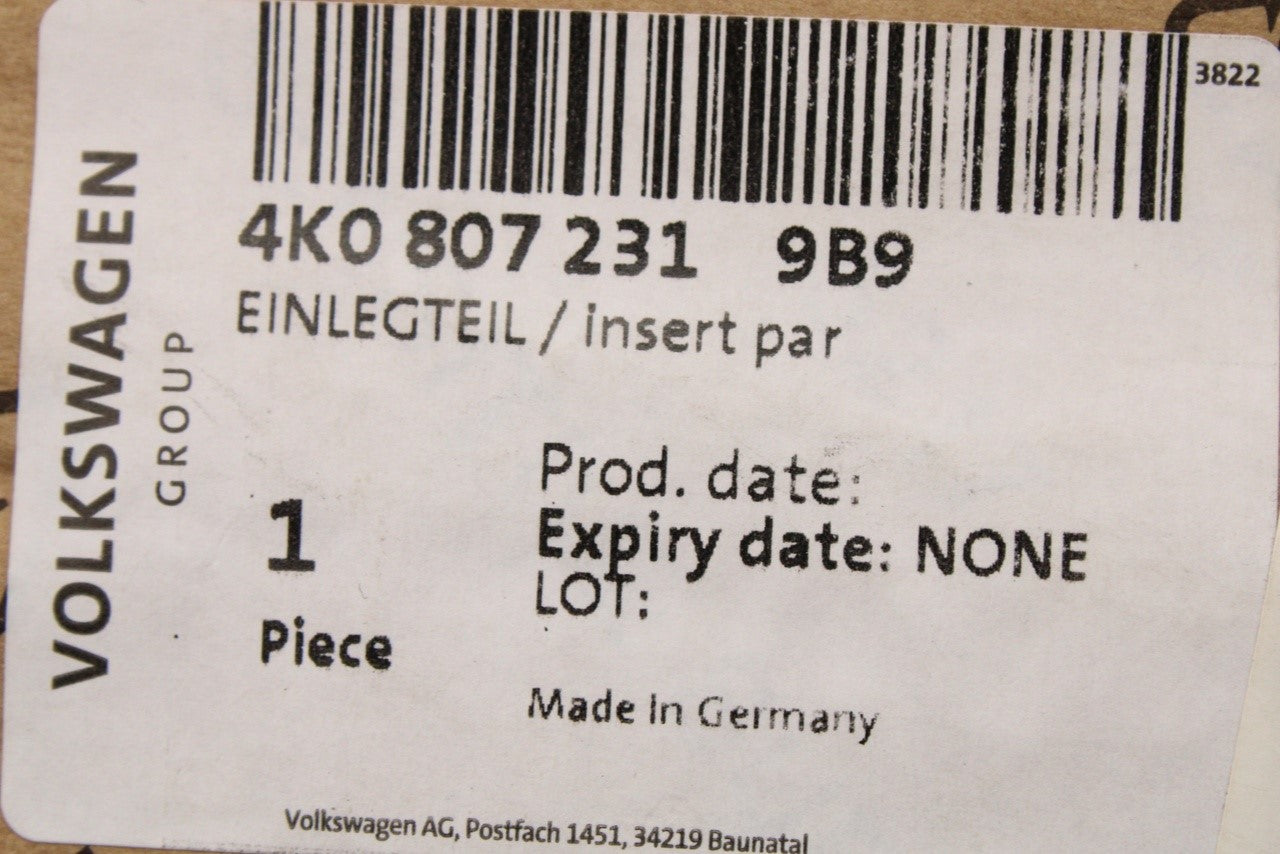 3822
4K0 807 231 9B9
EINLEGTEIL / insert par
VOLKSWAGEN
GROUP
Prod. date:
Expiry date: NONE
LOT:
1
Piece
Made In Germany
Volkswagen AG, Postfach 1451, 34219 Baunatal